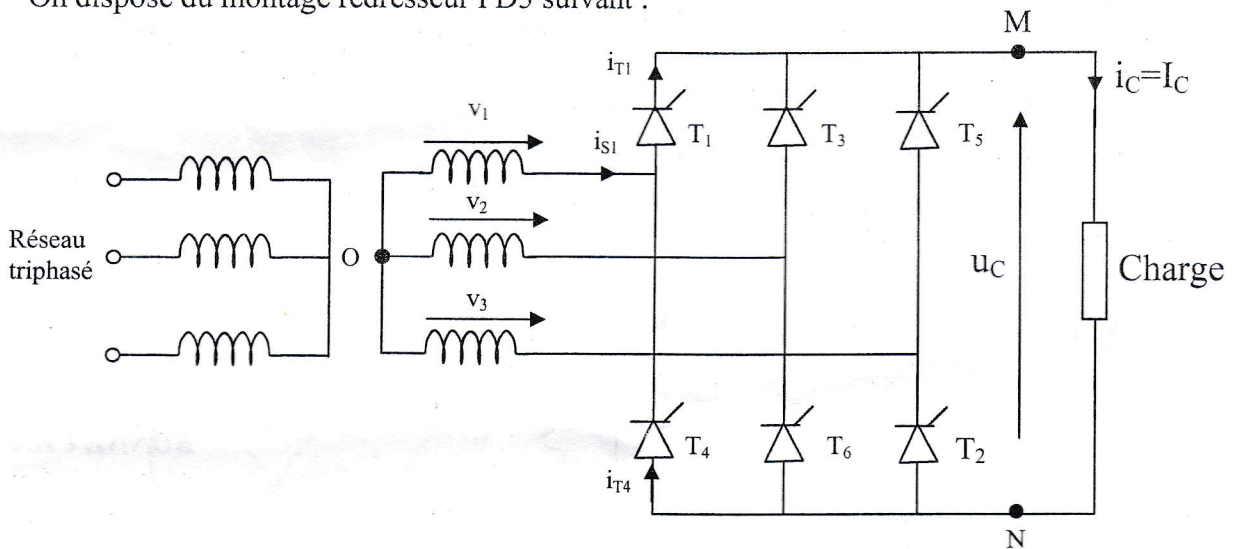 On dispose du montage redresseur PD3 suivant :
M
i_T1
i_C=I_C
v_1
i_S1
T_1
T_3
T_5
v_2
Réseau
triphasé
O
u_C
Charge
v_3
T_4
T_6
T_2
i_T4
N